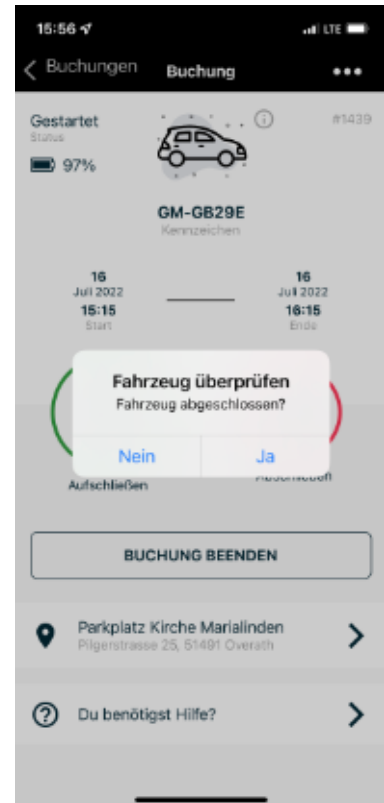 15:56
LTE
Buchungen
Buchung
Gestartet
#1439
Status
97%
GM-GB29E
Kennzeichen
16
Juli 2022
15:15
Start
16
Juli 2022
16:15
Ende
Fahrzeug überprüfen
Fahrzeug abgeschlossen?
Nein
Ja
Aufschließen
BUCHUNG BEENDEN
Parkplatz Kirche Marialinden
Pilgerstrasse 25, 51491 Overath
Du benötigst Hilfe?